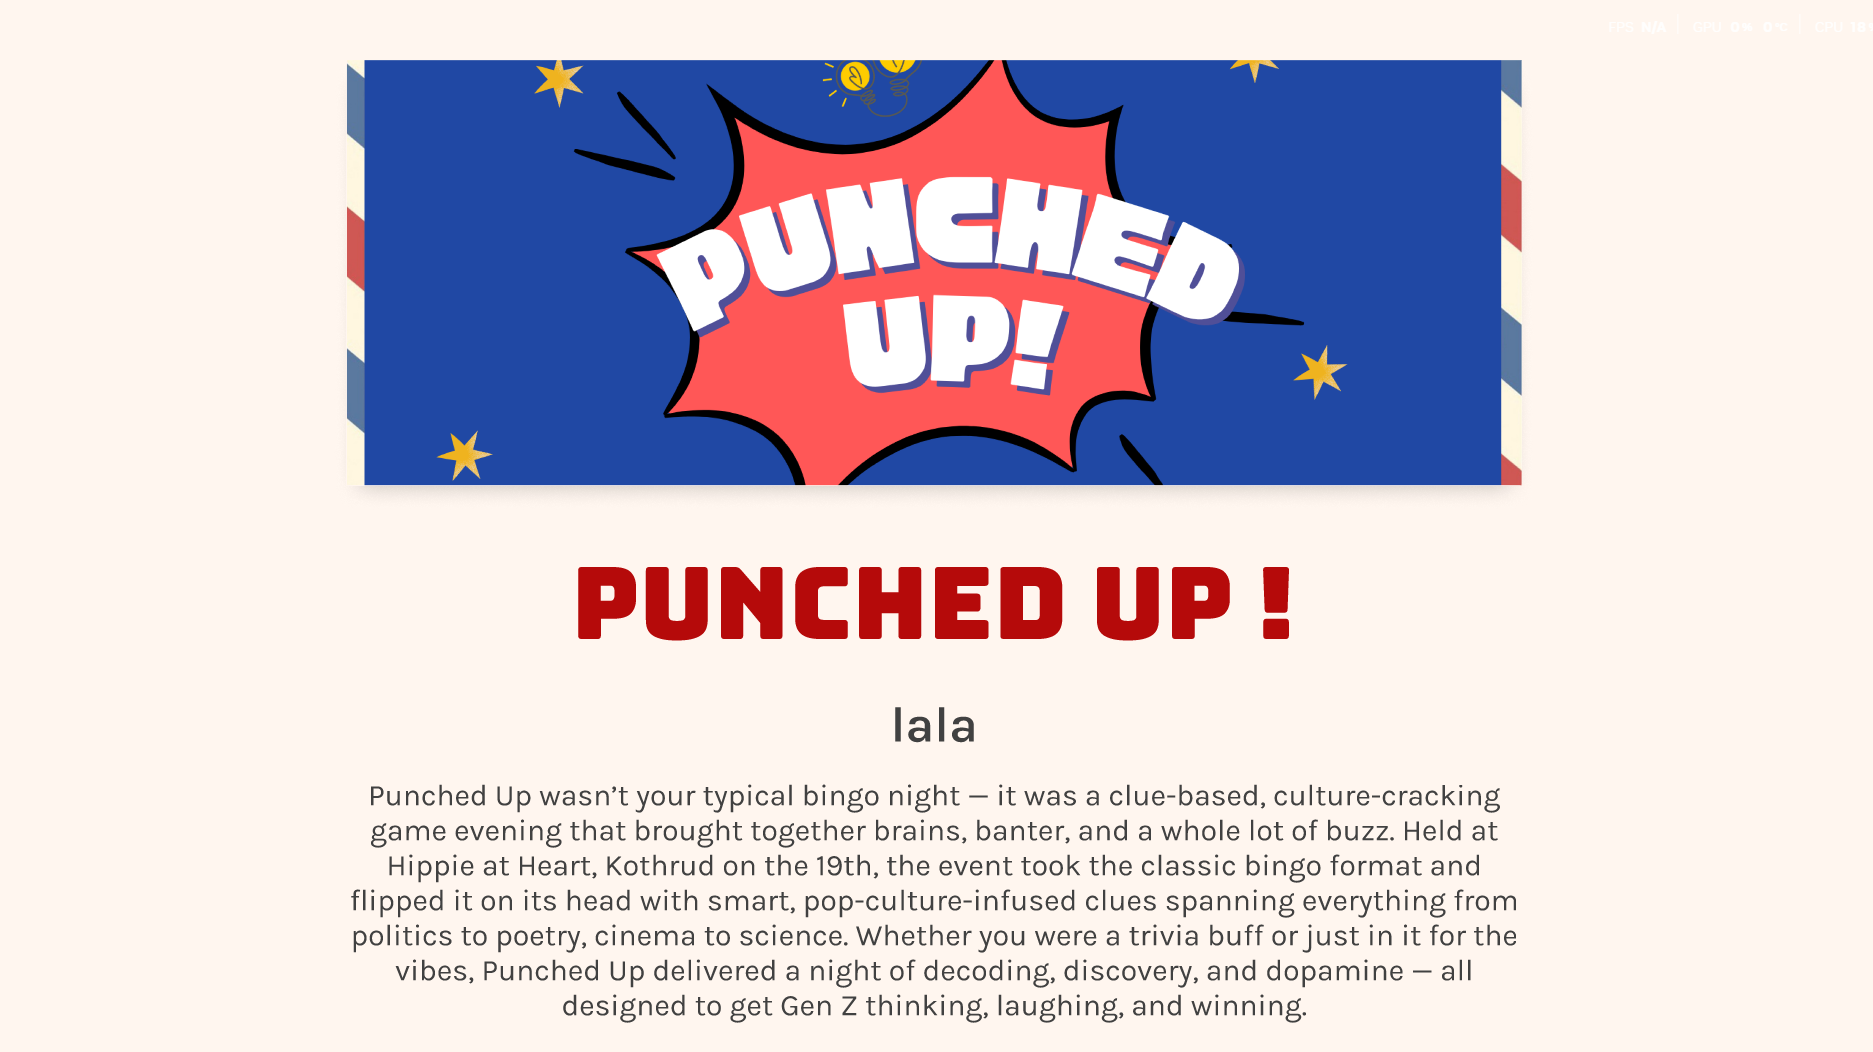 FPS N/A | GPU 0% 0°C | CPU
PUNCHED
UP!
PUNCHED UP !
lala
Punched Up wasn’t your typical bingo night — it was a clue-based, culture-cracking
game evening that brought together brains, banter, and a whole lot of buzz. Held at
Hippie at Heart, Kothrud on the 19th, the event took the classic bingo format and
flipped it on its head with smart, pop-culture-infused clues spanning everything from
politics to poetry, cinema to science. Whether you were a trivia buff or just in it for the
vibes, Punched Up delivered a night of decoding, discovery, and dopamine — all
designed to get Gen Z thinking, laughing, and winning.